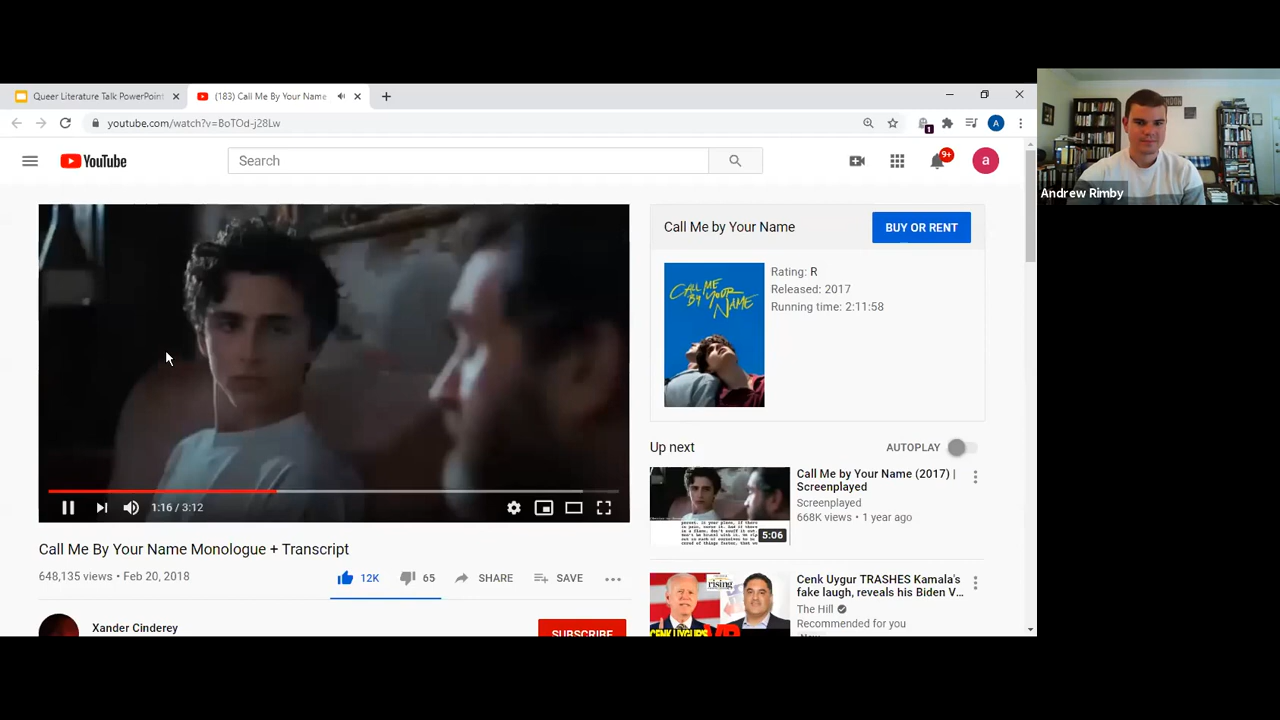 Queer Literature Talk PowerPoint
(183) Call Me By Your Name
youtube.com/watch?v=BoTOd-j28Lw
1
A
YouTube
Search
9+
a
Andrew Rimby
Call Me by Your Name
BUY OR RENT
CALL ME BY YOUR NAME
Rating: R
Released: 2017
Running time: 2:11:58
1:16 / 3:12
Up next
AUTOPLAY
Call Me by Your Name (2017) |
Screenplayed
Screenplayed
668K views • 1 year ago
5:06
Call Me By Your Name Monologue + Transcript
648,135 views • Feb 20, 2018
12K
65
SHARE
SAVE
rising
Cenk Uygur TRASHES Kamala's
fake laugh, reveals his Biden V...
The Hill
Recommended for you
CENK UYGUR'S
Xander Cinderey
SUBSCRIBE